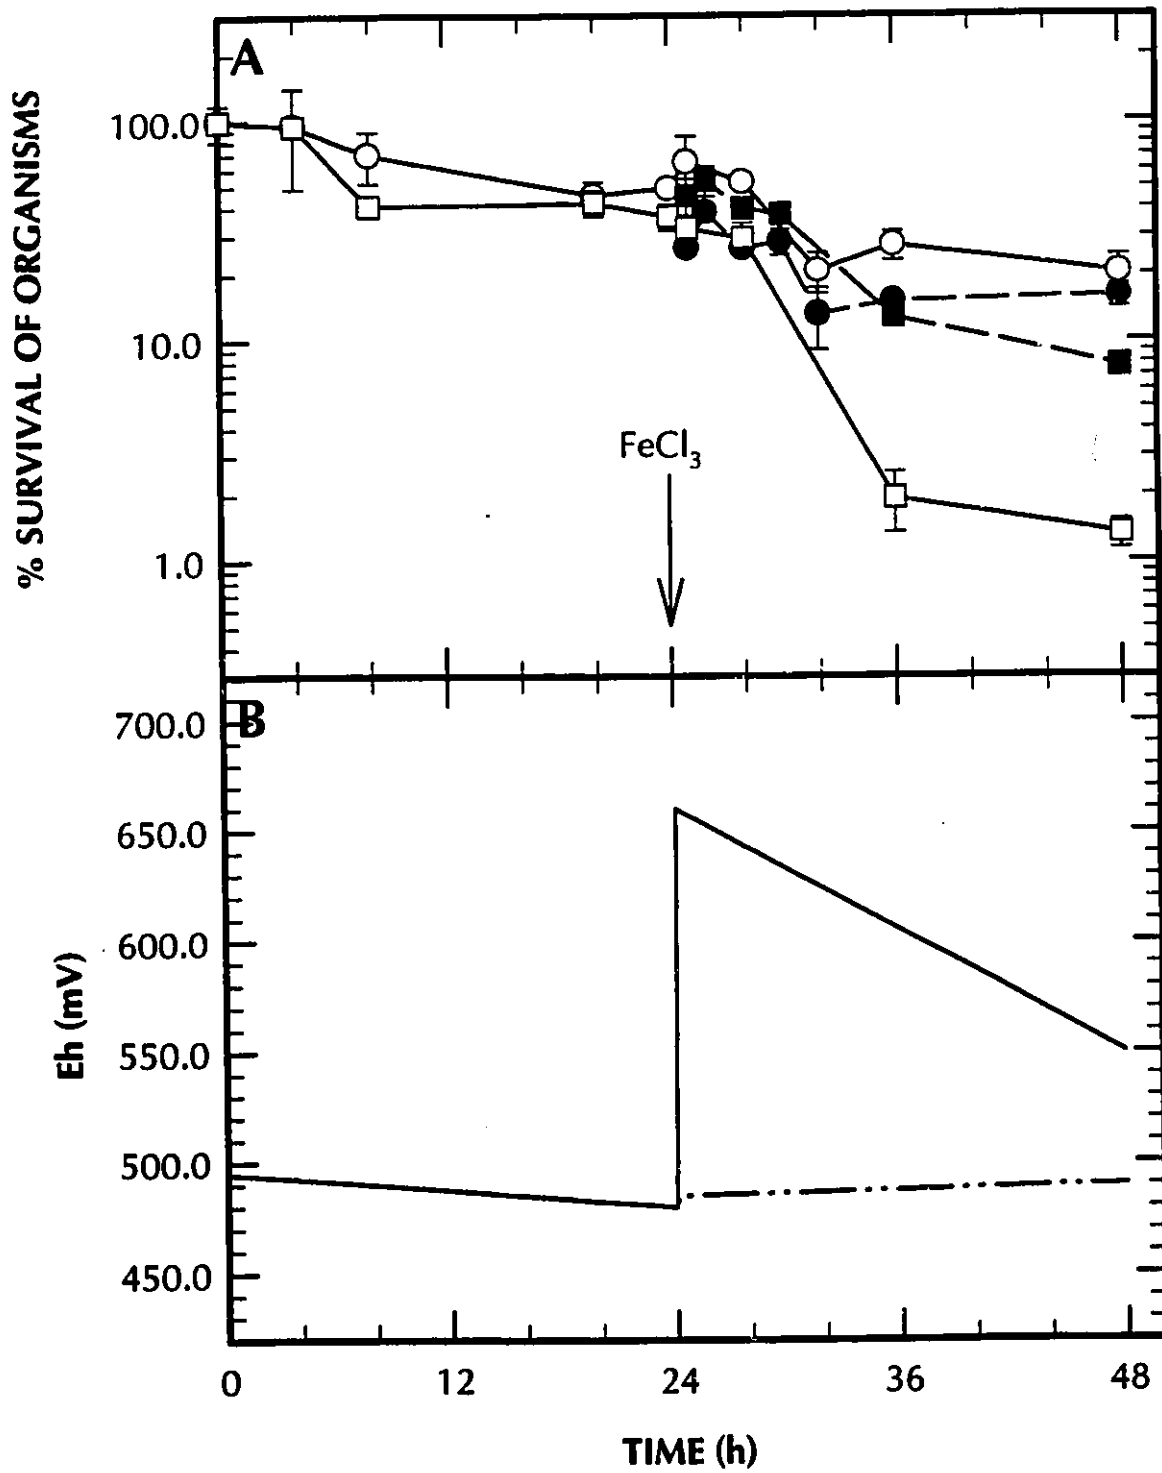 A
% SURVIVAL OF ORGANISMS
100.0
10.0
1.0
FeCl₃
B
Eh (mV)
700.0
650.0
600.0
550.0
500.0
450.0
0 12 24 36 48
TIME (h)